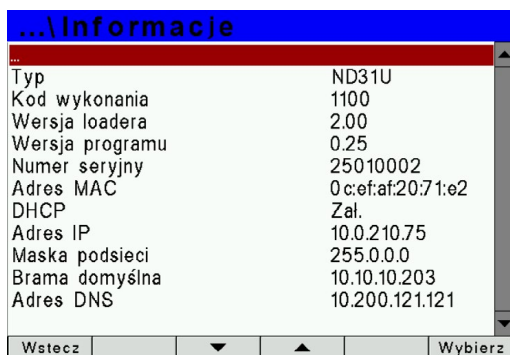 ...\Informacje
...
Typ ND31U
Kod wykonania 1100
Wersja loadera 2.00
Wersja programu 0.25
Numer seryjny 25010002
Adres MAC 0c:ef:af:20:71:e2
DHCP Zał.
Adres IP 10.0.210.75
Maska podsieci 255.0.0.0
Brama domyślna 10.10.10.203
Adres DNS 10.200.121.121
Wstecz Wybierz